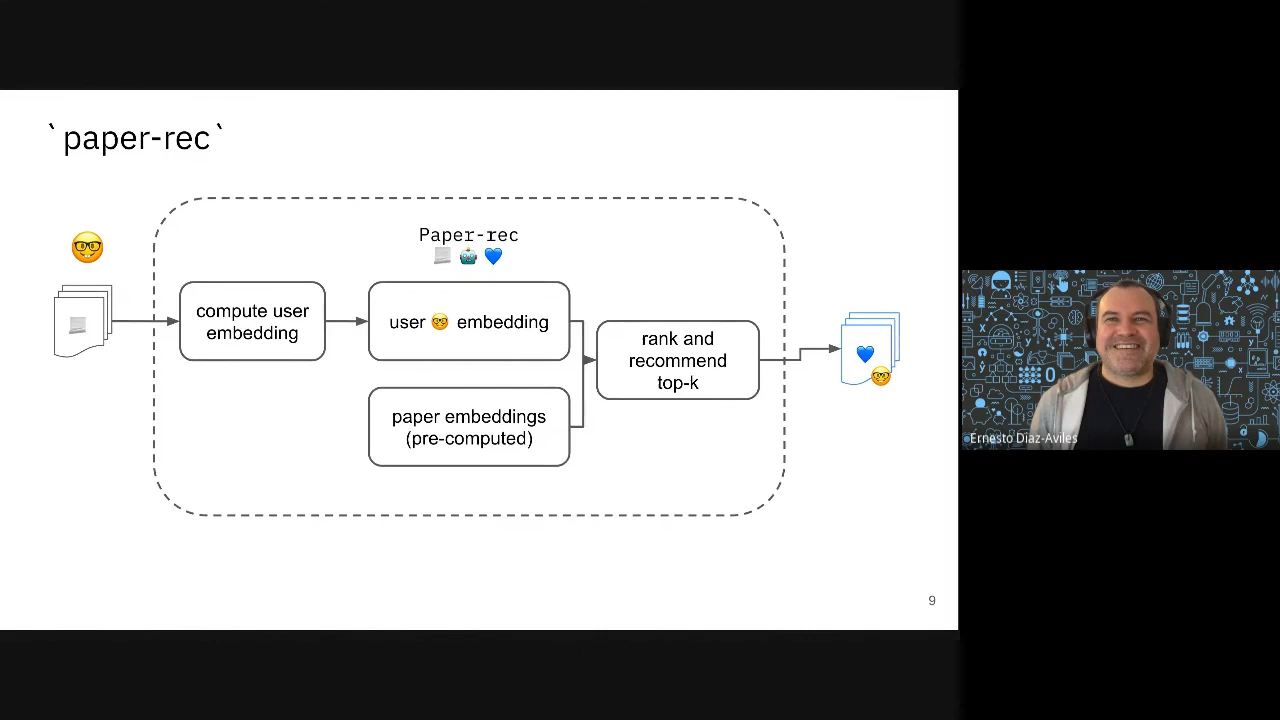 `paper-rec`
Paper-rec
compute user
embedding
user embedding
paper embeddings
(pre-computed)
rank and
recommend
top-k
9
Ernesto Diaz-Aviles